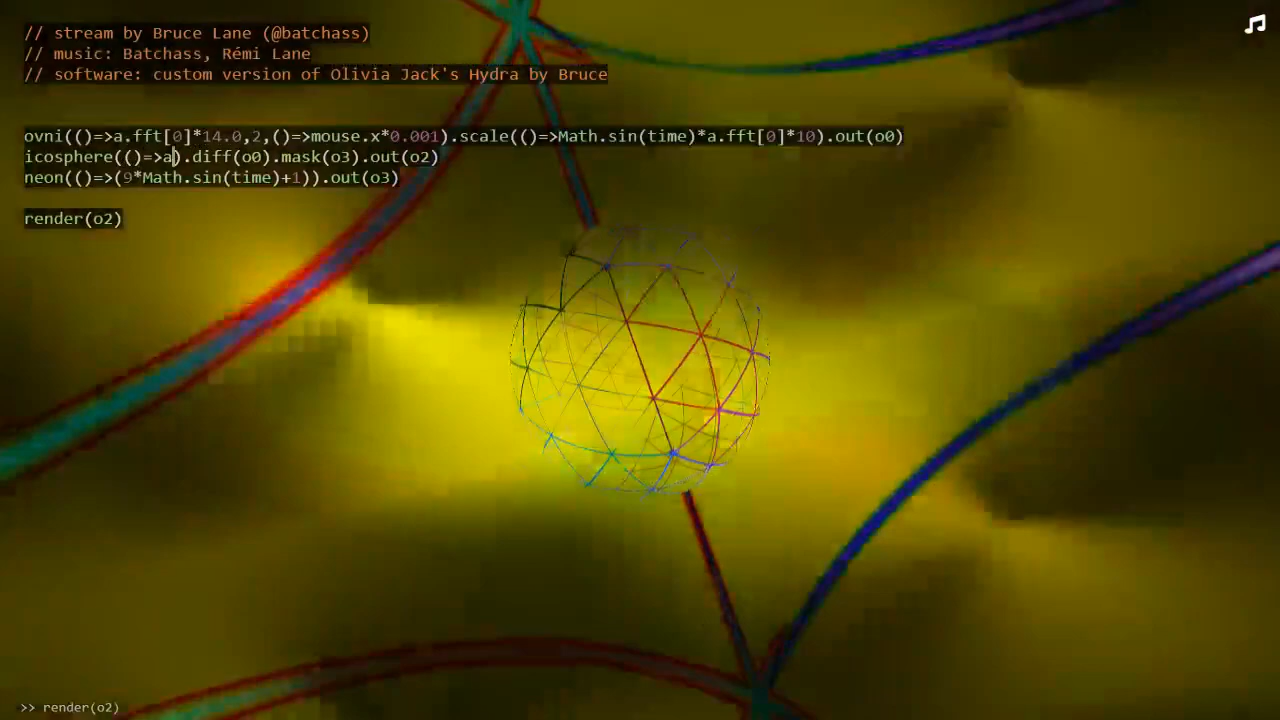 // stream by Bruce Lane (@batchass)
// music: Batchass, Rémi Lane
// software: custom version of Olivia Jack's Hydra by Bruce
ovni(()=>a.fft[0]*14.0,2,()=>mouse.x*0.001).scale(()=>Math.sin(time)*a.fft[0]*10).out(o0)
icosphere(()=>a).diff(o0).mask(o3).out(o2)
neon(()=>(9*Math.sin(time)+1)).out(o3)
render(o2)
>> render(o2)